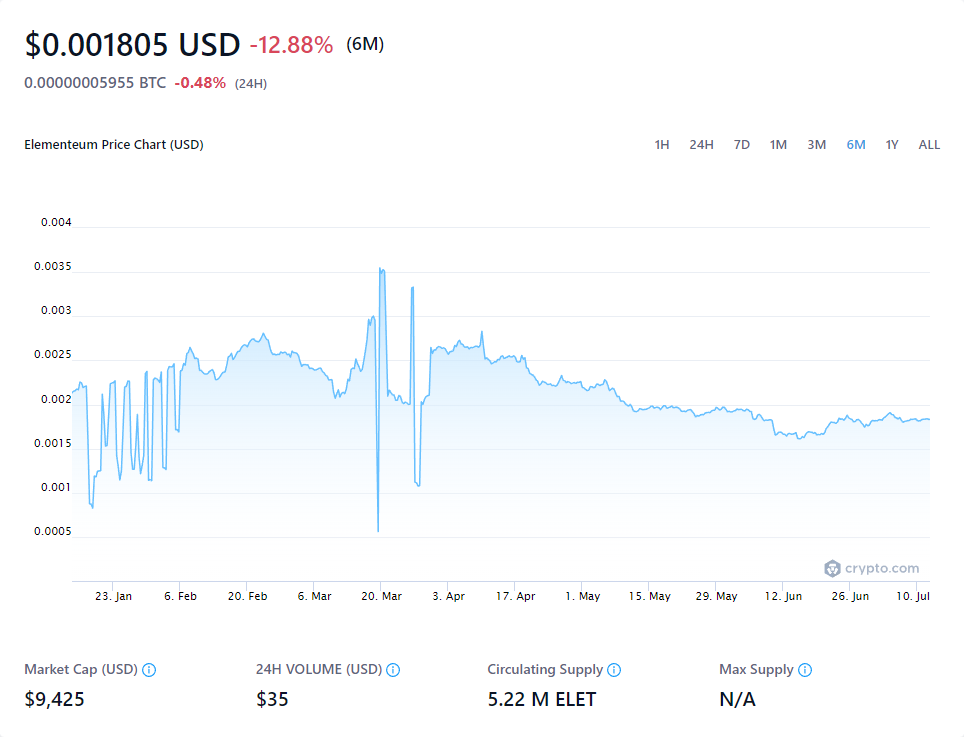 $0.001805 USD -12.88% (6M)
0.00000005955 BTC -0.48% (24H)
Elementeum Price Chart (USD) 1H 24H 7D 1M 3M 6M 1Y ALL
0.004
0.0035
0.003
0.0025
0.002
0.0015
0.001
0.0005
crypto.com
23. Jan 6. Feb 20. Feb 6. Mar 20. Mar 3. Apr 17. Apr 1. May 15. May 29. May 12. Jun 26. Jun 10. Jul
Market Cap (USD) 24H VOLUME (USD) Circulating Supply Max Supply
$9,425 $35 5.22 M ELET N/A